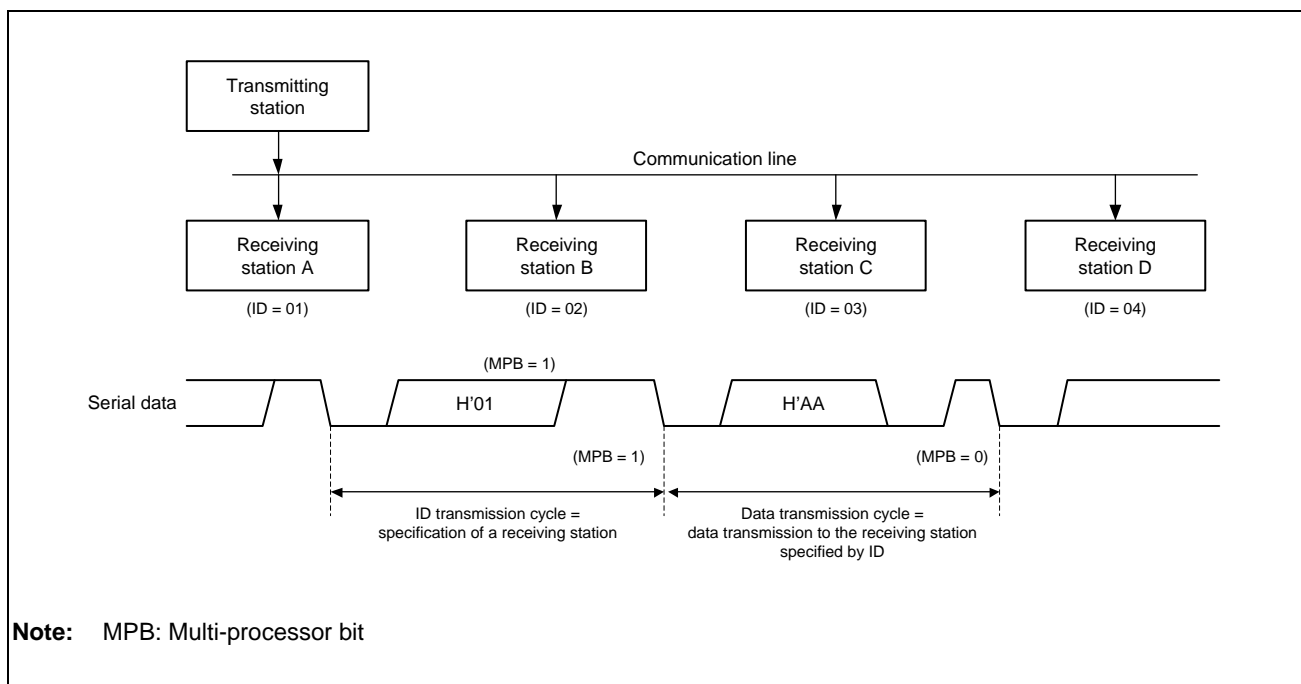 Transmitting
station
Communication line
Receiving
station A
Receiving
station B
Receiving
station C
Receiving
station D
(ID = 01)
(ID = 02)
(ID = 03)
(ID = 04)
(MPB = 1)
Serial data
H'01
H'AA
(MPB = 1)
(MPB = 0)
ID transmission cycle =
specification of a receiving station
Data transmission cycle =
data transmission to the receiving station
specified by ID
Note: MPB: Multi-processor bit